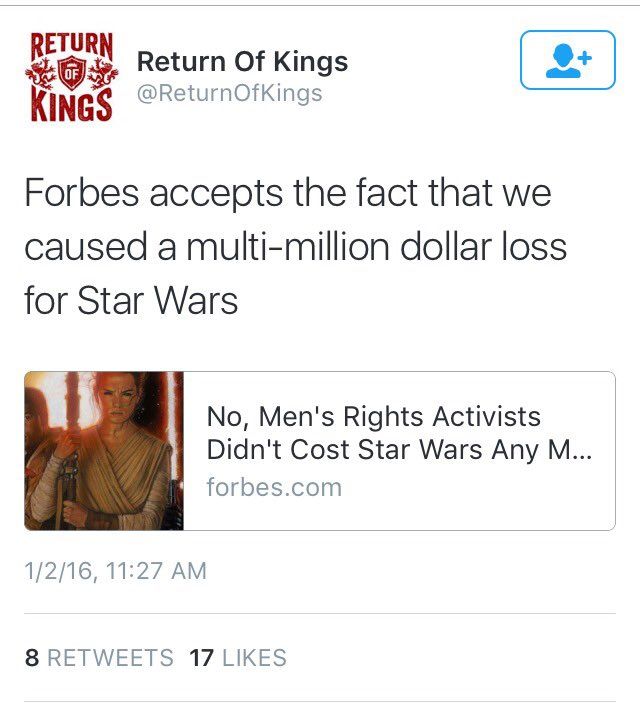 RETURN
OF
KINGS
Return Of Kings
@ReturnOfKings
Forbes accepts the fact that we
caused a multi-million dollar loss
for Star Wars
No, Men's Rights Activists
Didn't Cost Star Wars Any M...
forbes.com
1/2/16, 11:27 AM
8 RETWEETS 17 LIKES